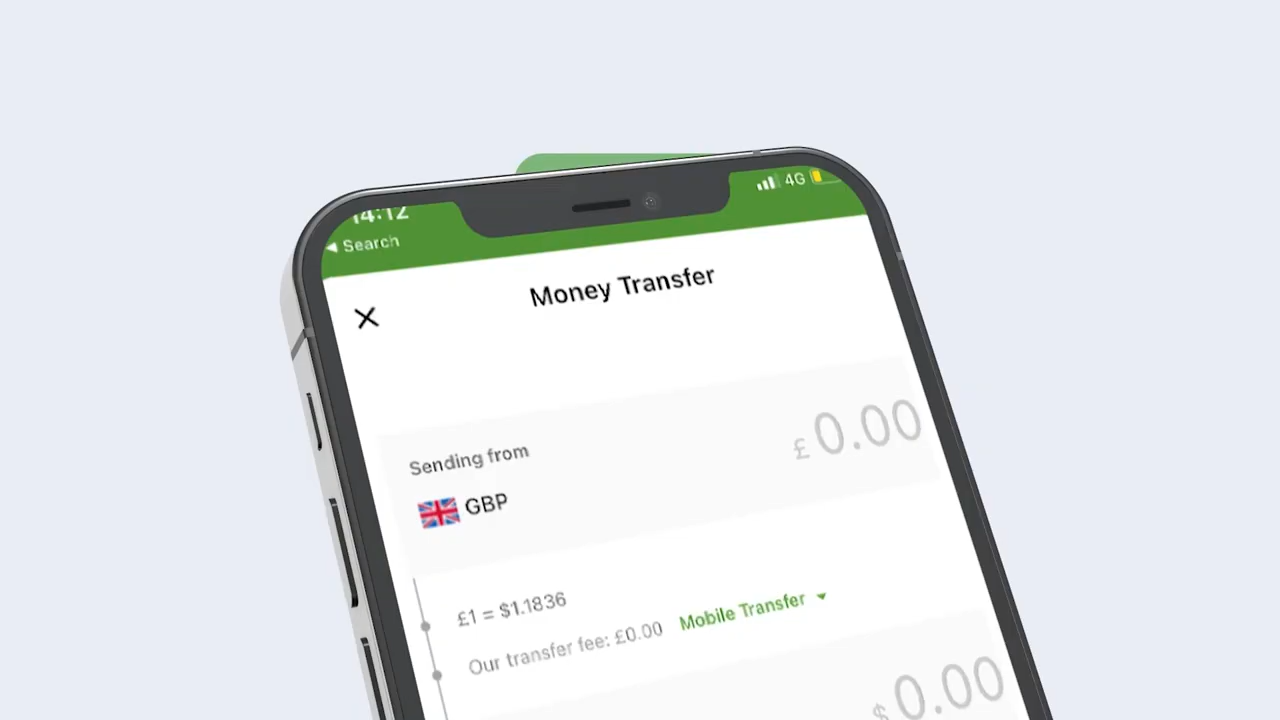 14:12
4G
◀ Search
Money Transfer
£ 0.00
Sending from
GBP
£1 = $1.1836
Our transfer fee: £0.00 Mobile Transfer
$ 0.00